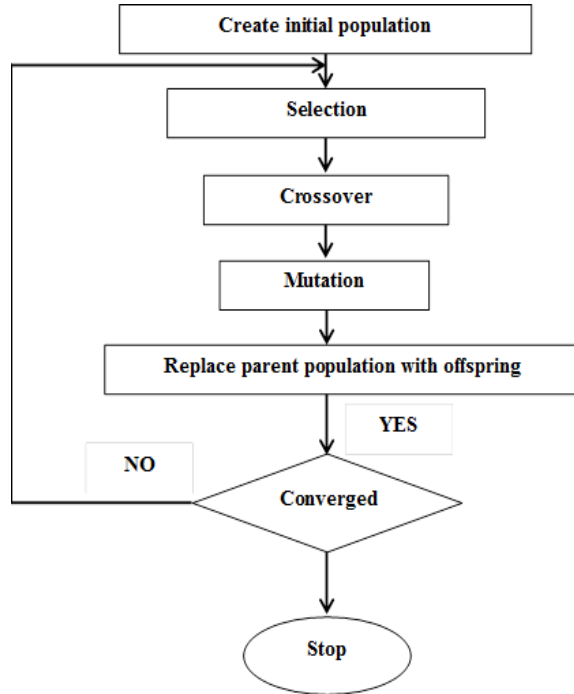 Create initial population
Selection
Crossover
Mutation
Replace parent population with offspring
YES
NO
Converged
Stop